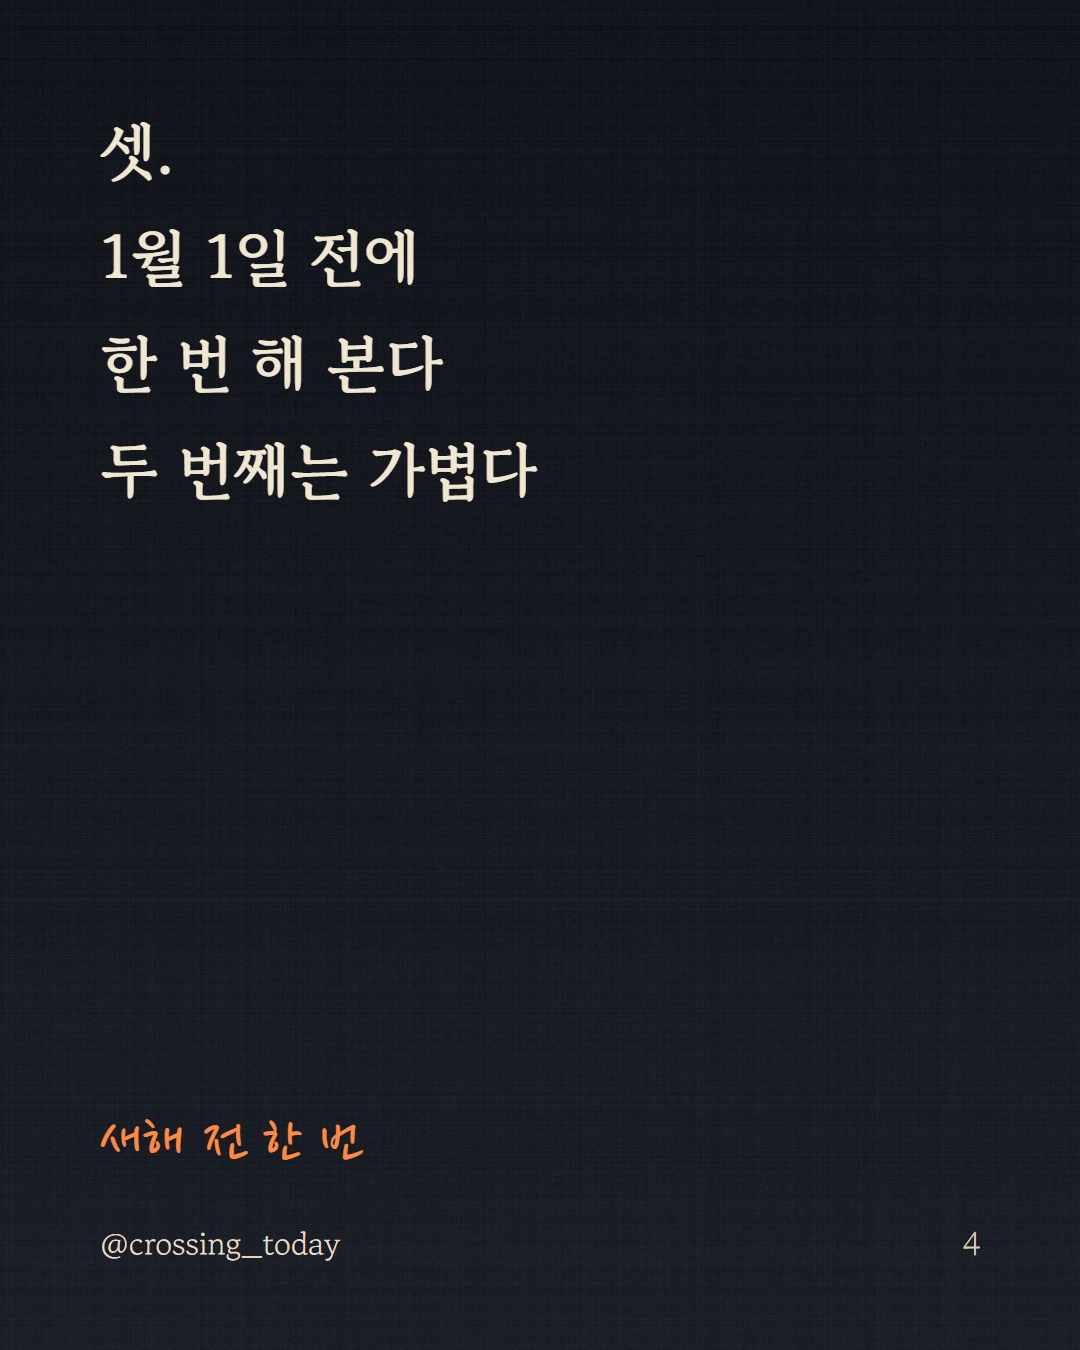 셋.
1월 1일 전에
한 번 해 본다
두 번째는 가볍다
새해 전 한 번
@crossing_today
4